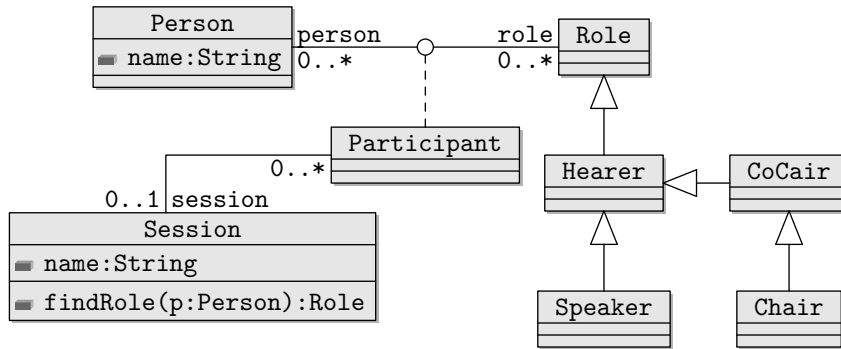 Person
name:String
person
0..*
role
0..*
Role
Participant
0..*
0..1 session
Session
name:String
findRole(p:Person):Role
Hearer
CoCair
Speaker
Chair